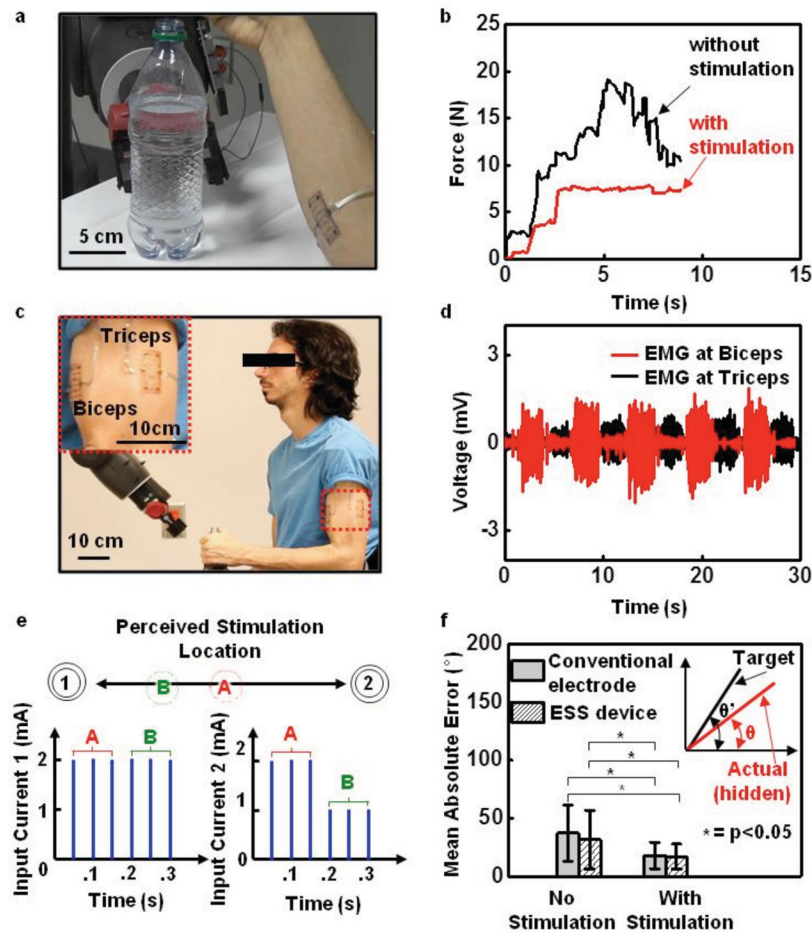 a
5 cm
b
without
stimulation
with
stimulation
Force (N)
25
20
15
10
5
0
0 5 10 15
Time (s)
c
Triceps
Biceps
10cm
10 cm
d
EMG at Biceps
EMG at Triceps
Voltage (mV)
3
0
-3
0 10 20 30
Time (s)
e
Perceived Stimulation
Location
1 B A 2
Input Current 1 (mA)
2
1
0
A B
.1 .2 .3
Time (s)
Input Current 2 (mA)
2
1
0
A
B
.1 .2 .3
Time (s)
f
Mean Absolute Error (°)
200
150
100
50
0
Conventional
electrode
ESS device
Target
θ'
θ
Actual
(hidden)
*
*
*
*
* = p<0.05
No
Stimulation
With
Stimulation